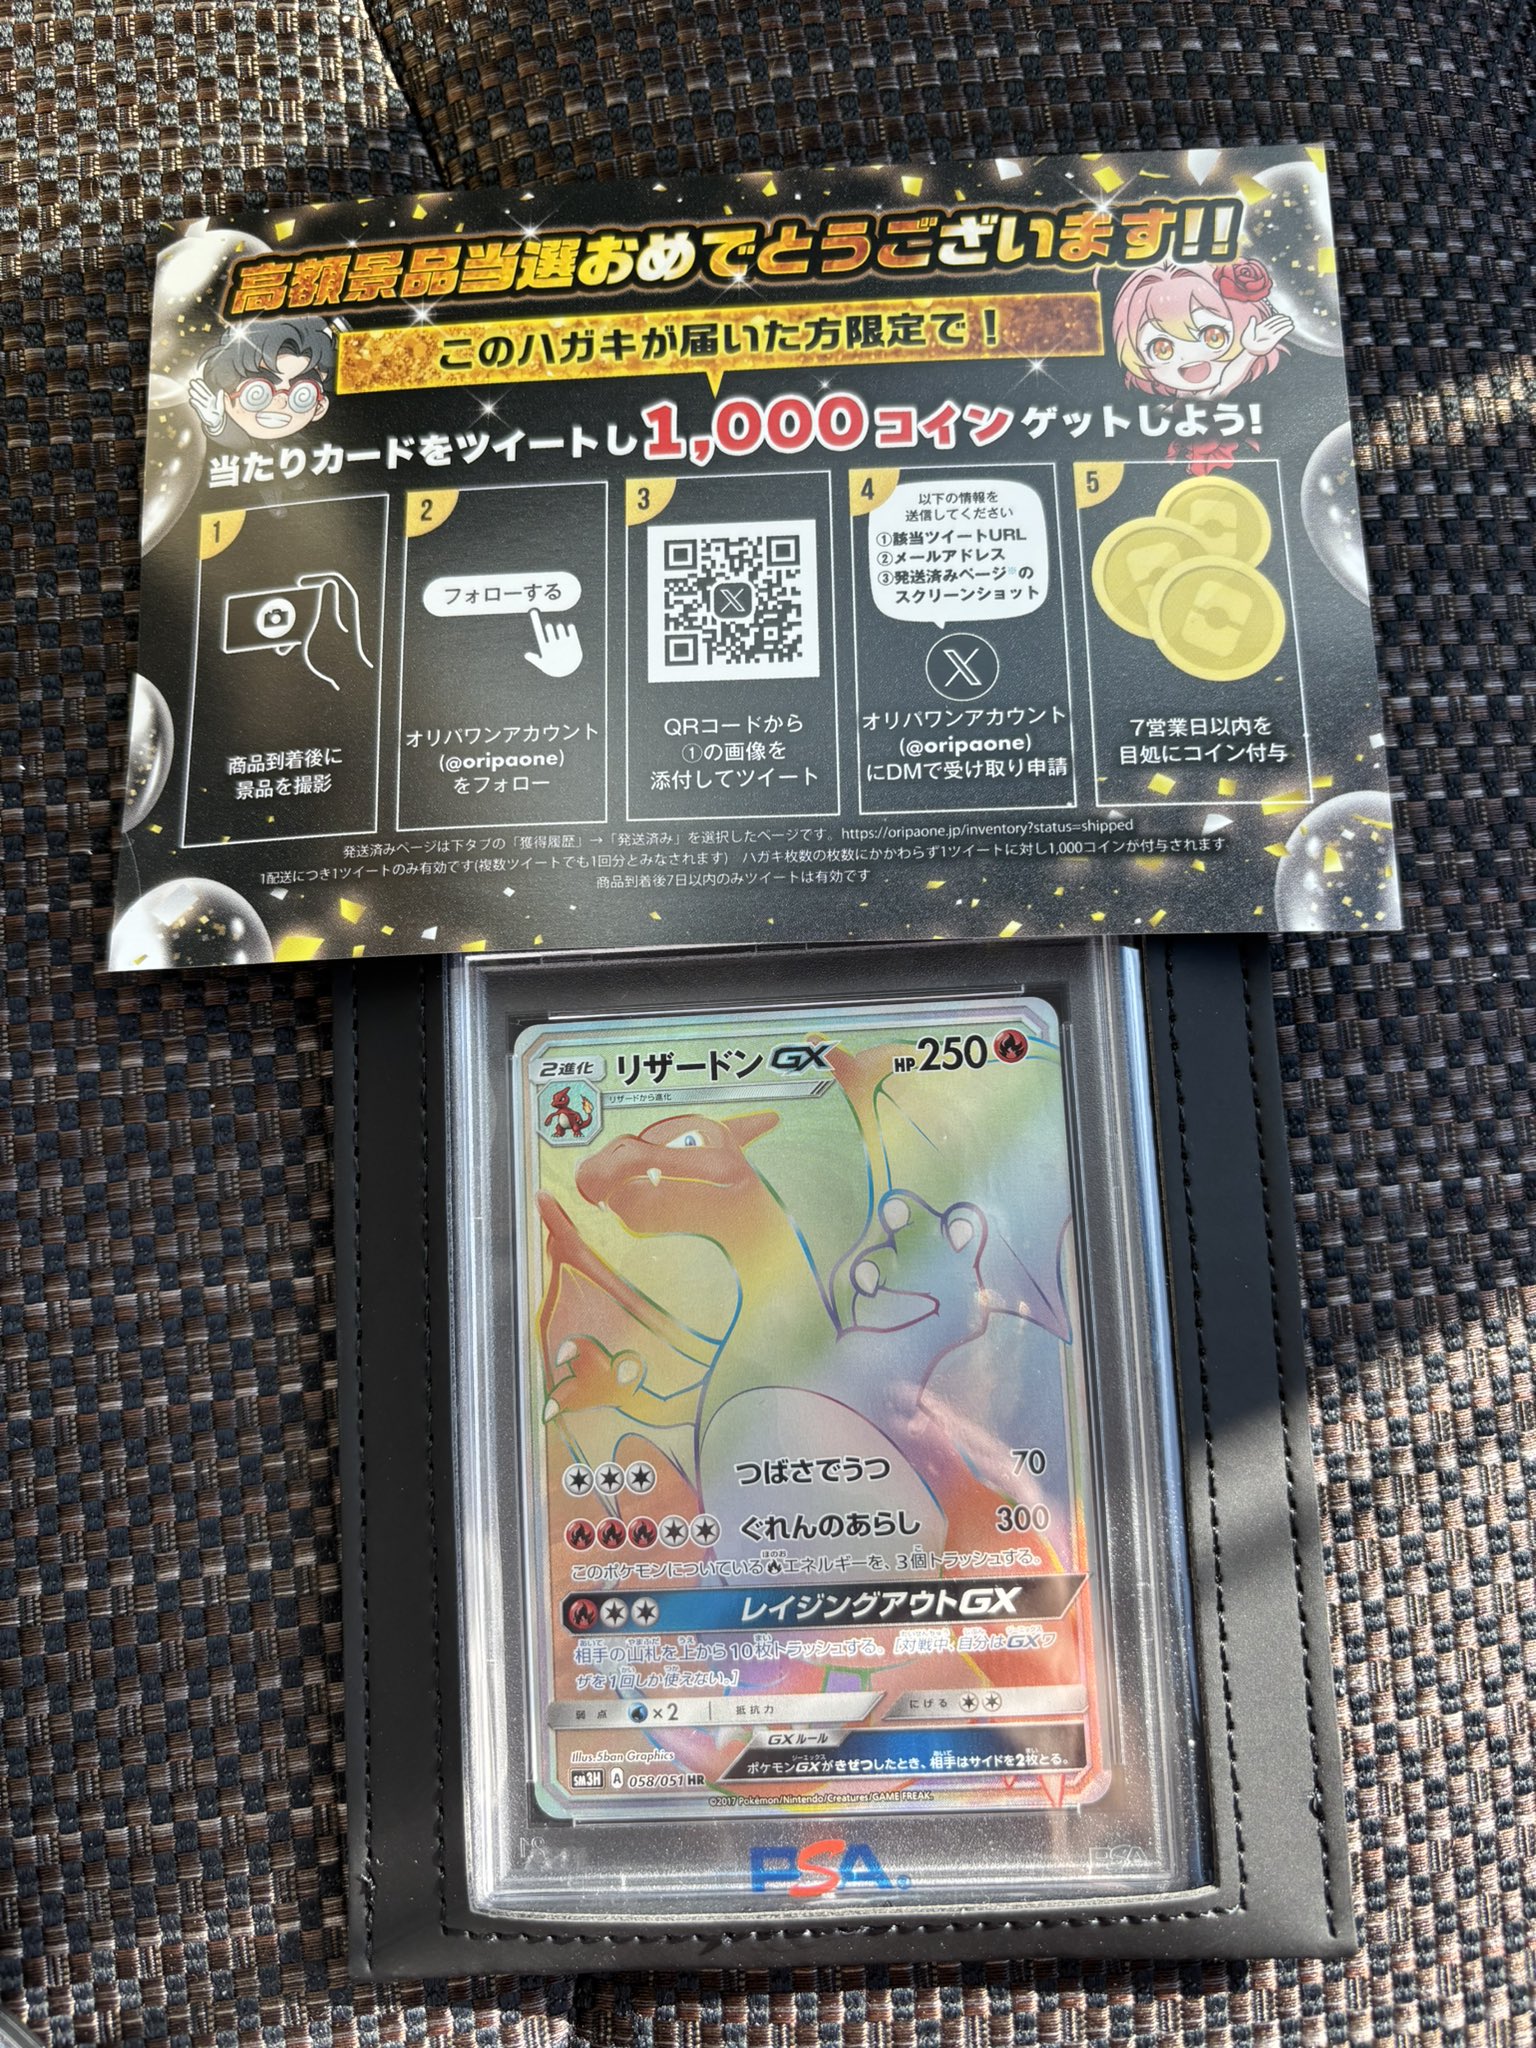 高額景品当選おめでとうございます!!
このハガキが届いた方限定で！
当たりカードをツイートし1,000コインゲットしよう!
1
商品到着後に
景品を撮影
2
フォローする
オリパワンアカウント
(@oripaone)
をフォロー
3
QRコードから
①の画像を
添付してツイート
4
以下の情報を
送信してください
①該当ツイートURL
②メールアドレス
③発送済みページ※の
スクリーンショット
オリパワンアカウント
(@oripaone)
にDMで受け取り申請
5
7営業日以内を
目処にコイン付与
発送済みページは下タブの「獲得履歴」→「発送済み」を選択したページです。https://oripaone.jp/inventory?status=shipped
1配送につき1ツイートのみ有効です(複数ツイートでも1回分とみなされます)　ハガキ枚数の枚数にかかわらず1ツイートに対し1,000コインが付与されます
商品到着後7日以内のみツイートは有効です
2進化 リザードンGX HP250
リザードから進化
つばさでうつ 70
ぐれんのあらし 300
このポケモンについているエネルギーを、3個トラッシュする。
レイジングアウトGX
相手の山札を上から10枚トラッシュする。［対戦中、自分はGXワ
ザを1回しか使えない。］
弱点 ×2 抵抗力 にげる
GXルール
ポケモンGXがきぜつしたとき、相手はサイドを2枚とる。
Illus.5ban Graphics
SM3H A 058/051 HR
©2017 Pokémon/Nintendo/Creatures/GAME FREAK.
PSA
PSA